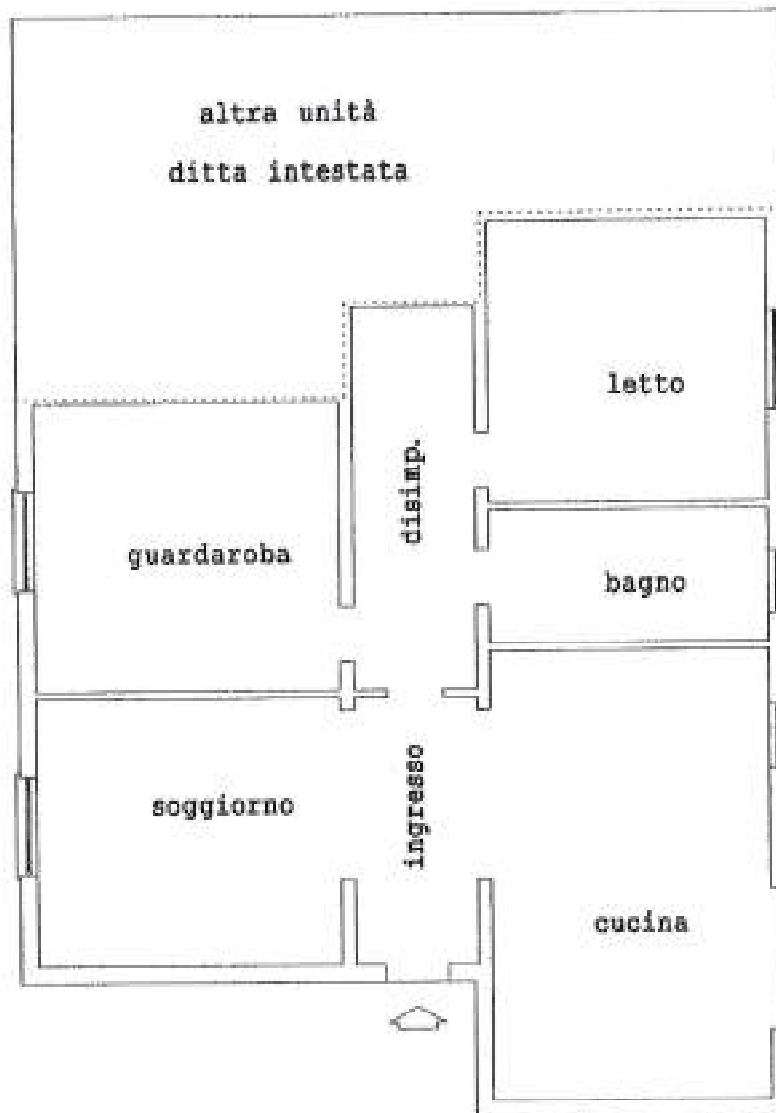 altra unità
ditta intestata
letto
disimp.
guardaroba
bagno
soggiorno
ingresso
cucina